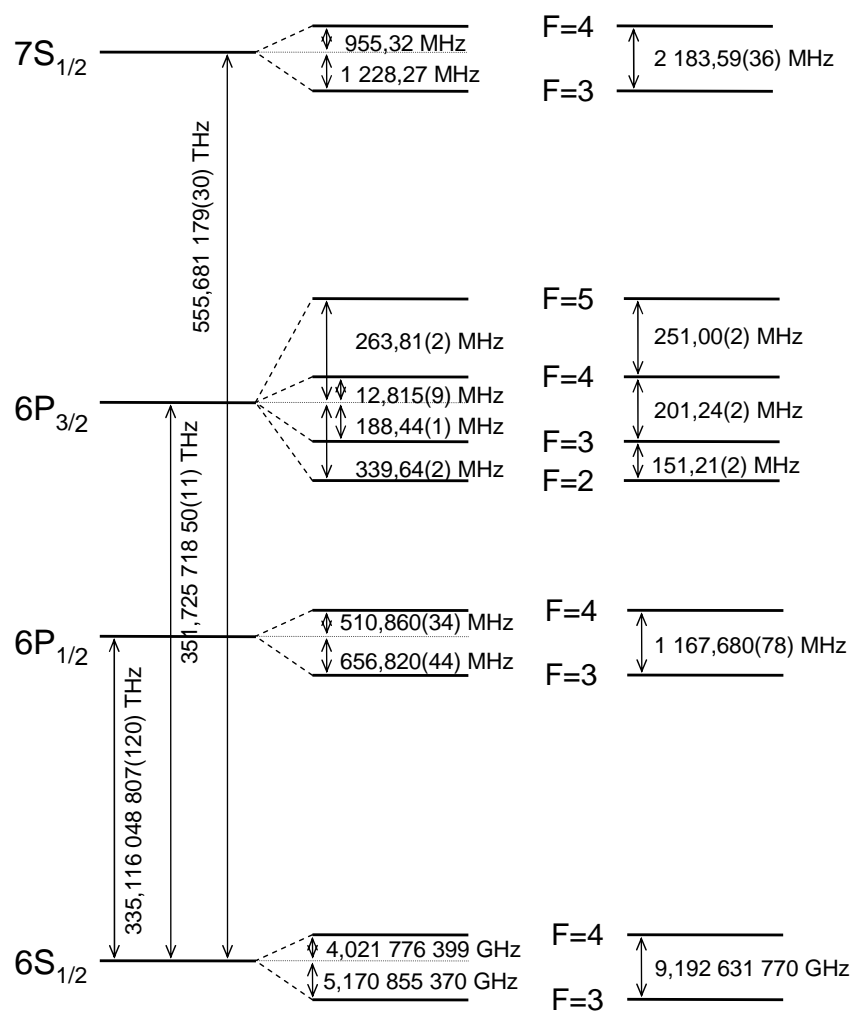 7S1/2
955,32 MHz
1 228,27 MHz
F=4
F=3
2 183,59(36) MHz
555,681 179(30) THz
6P3/2
263,81(2) MHz
12,815(9) MHz
188,44(1) MHz
339,64(2) MHz
F=5
F=4
F=3
F=2
251,00(2) MHz
201,24(2) MHz
151,21(2) MHz
351,725 718 50(11) THz
6P1/2
510,860(34) MHz
656,820(44) MHz
F=4
F=3
1 167,680(78) MHz
335,116 048 807(120) THz
6S1/2
4,021 776 399 GHz
5,170 855 370 GHz
F=4
F=3
9,192 631 770 GHz